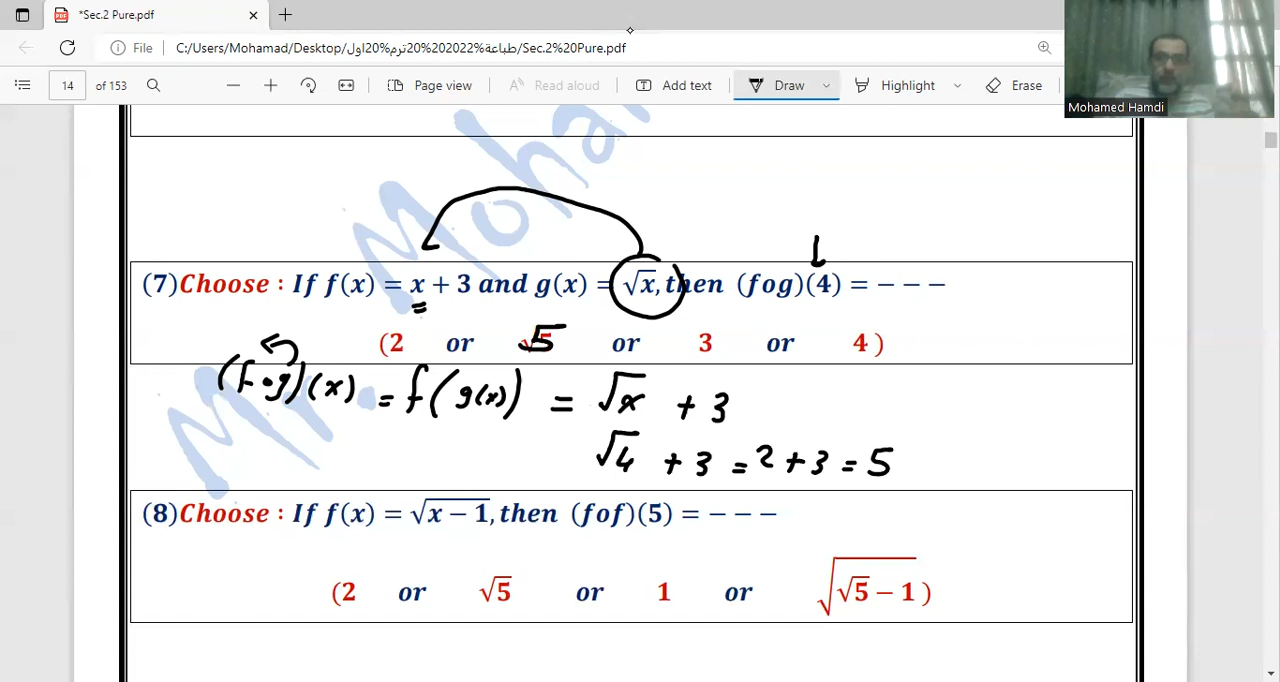 *Sec.2 Pure.pdf
File C:/Users/Mohamad/Desktop/طباعة%202022%20ترم%20اول/Sec.2%20Pure.pdf
14 of 153 Page view Read aloud Add text Draw Highlight Erase
Mohamed Hamdi
(7)Choose : If f(x) = x + 3 and g(x) = √x, then (fog)(4) = − − −
(2 or √5 or 3 or 4 )
(fog)(x) = f(g(x)) = √x + 3
√4 + 3 = 2 + 3 = 5
(8)Choose : If f(x) = √(x − 1), then (fof)(5) = − − −
(2 or √5 or 1 or √(√5 − 1) )